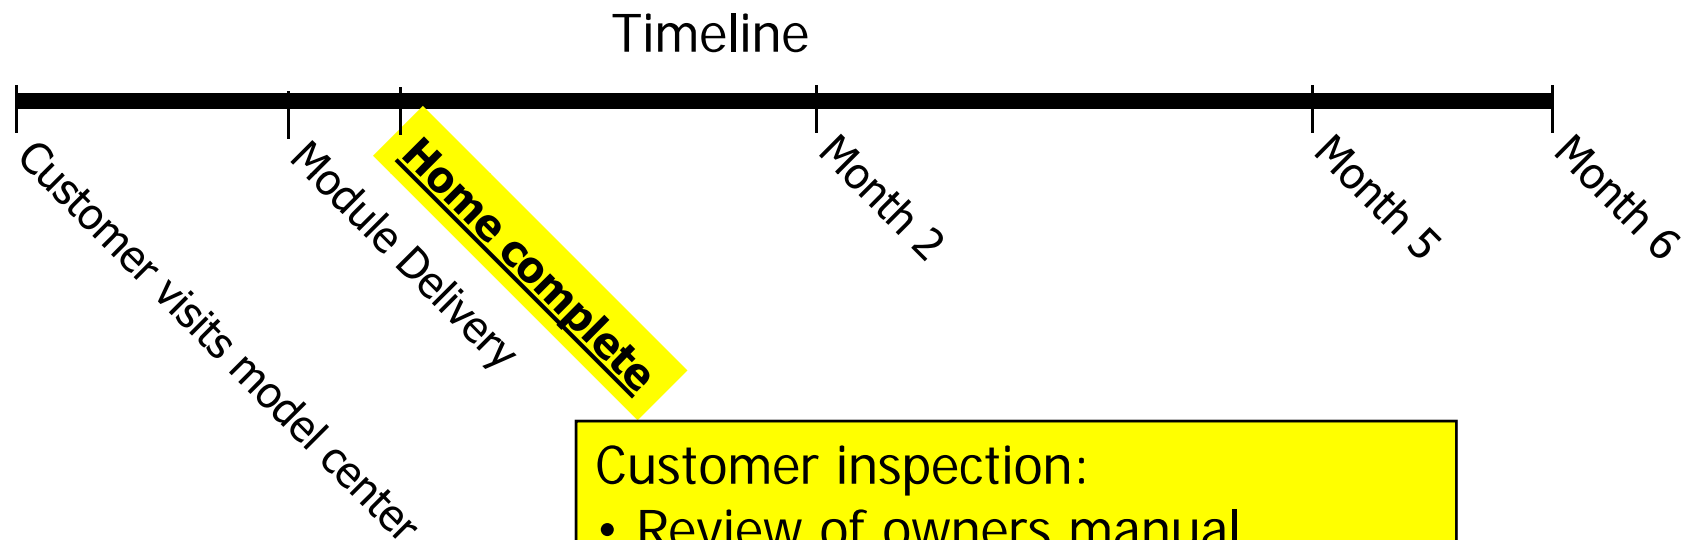 Timeline
Customer visits model center
Module Delivery
Home complete
Month 2
Month 5
Month 6
Customer inspection:
• Review of owners manual